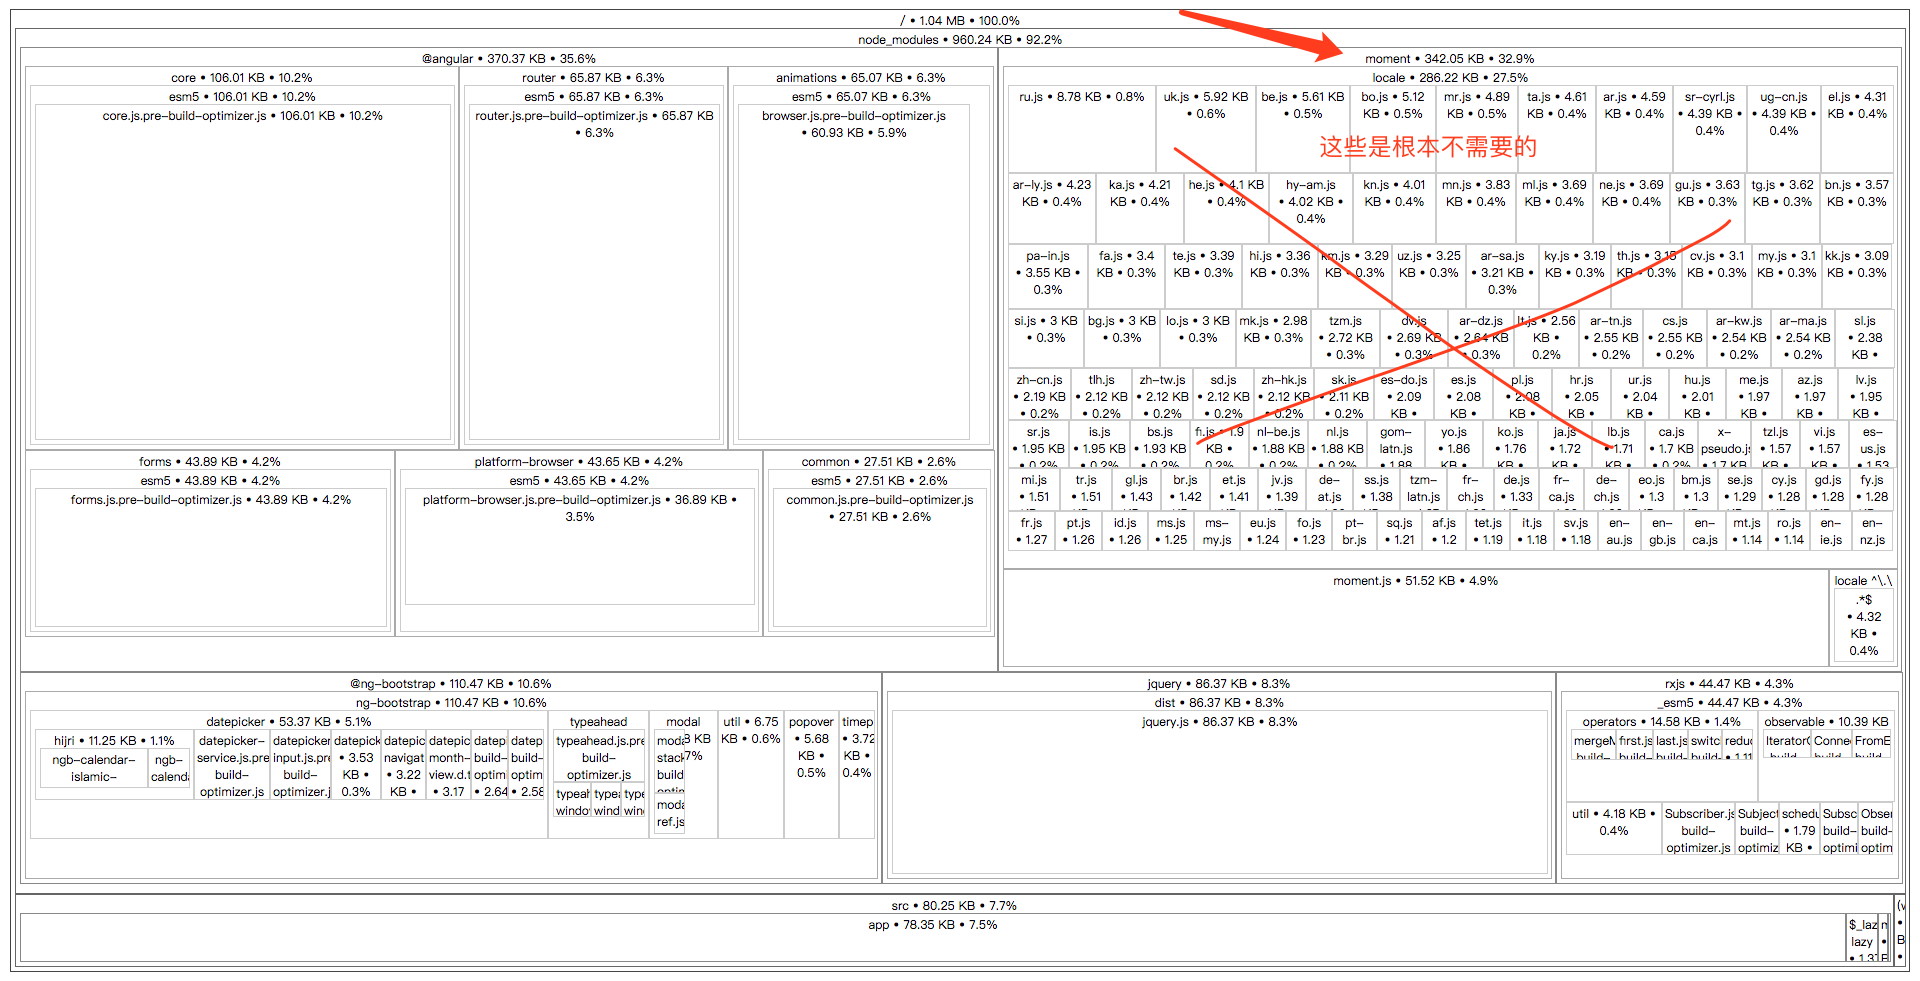 / • 1.04 MB • 100.0%
node_modules • 960.24 KB • 92.2%
@angular • 370.37 KB • 35.6%
core • 106.01 KB • 10.2%
esm5 • 106.01 KB • 10.2%
core.js.pre-build-optimizer.js • 106.01 KB • 10.2%
router • 65.87 KB • 6.3%
esm5 • 65.87 KB • 6.3%
router.js.pre-build-optimizer.js • 65.87 KB
• 6.3%
animations • 65.07 KB • 6.3%
esm5 • 65.07 KB • 6.3%
browser.js.pre-build-optimizer.js
• 60.93 KB • 5.9%
forms • 43.89 KB • 4.2%
esm5 • 43.89 KB • 4.2%
forms.js.pre-build-optimizer.js • 43.89 KB • 4.2%
platform-browser • 43.65 KB • 4.2%
esm5 • 43.65 KB • 4.2%
platform-browser.js.pre-build-optimizer.js • 36.89 KB •
3.5%
common • 27.51 KB • 2.6%
esm5 • 27.51 KB • 2.6%
common.js.pre-build-optimizer.js
• 27.51 KB • 2.6%
moment • 342.05 KB • 32.9%
locale • 286.22 KB • 27.5%
ru.js • 8.78 KB • 0.8%
uk.js • 5.92 KB
• 0.6%
be.js • 5.61 KB
• 0.5%
bo.js • 5.12
KB • 0.5%
mr.js • 4.89
KB • 0.5%
ta.js • 4.61
KB • 0.4%
ar.js • 4.59
KB • 0.4%
sr-cyrl.js
• 4.39 KB •
0.4%
ug-cn.js
• 4.39 KB •
0.4%
el.js • 4.31
KB • 0.4%
这些是根本不需要的
ar-ly.js • 4.23
KB • 0.4%
ka.js • 4.21
KB • 0.4%
he.js • 4.1 KB
• 0.4%
hy-am.js
• 4.02 KB •
0.4%
kn.js • 4.01
KB • 0.4%
mn.js • 3.83
KB • 0.4%
ml.js • 3.69
KB • 0.4%
ne.js • 3.69
KB • 0.4%
gu.js • 3.63
KB • 0.3%
tg.js • 3.62
KB • 0.3%
bn.js • 3.57
KB • 0.3%
pa-in.js
• 3.55 KB •
0.3%
fa.js • 3.4
KB • 0.3%
te.js • 3.39
KB • 0.3%
hi.js • 3.36
KB • 0.3%
km.js • 3.29
KB • 0.3%
uz.js • 3.25
KB • 0.3%
ar-sa.js
• 3.21 KB •
0.3%
ky.js • 3.19
KB • 0.3%
th.js • 3.15
KB • 0.3%
cv.js • 3.1
KB • 0.3%
my.js • 3.1
KB • 0.3%
kk.js • 3.09
KB • 0.3%
si.js • 3 KB
• 0.3%
bg.js • 3 KB
• 0.3%
lo.js • 3 KB
• 0.3%
mk.js • 2.98
KB • 0.3%
tzm.js
• 2.72 KB
• 0.3%
dv.js
• 2.69 KB
• 0.3%
ar-dz.js
• 2.64 KB
• 0.3%
lt.js • 2.56
KB •
0.2%
ar-tn.js
• 2.55 KB
• 0.2%
cs.js
• 2.55 KB
• 0.2%
ar-kw.js
• 2.54 KB
• 0.2%
ar-ma.js
• 2.54 KB
• 0.2%
sl.js
• 2.38
KB •
zh-cn.js
• 2.19 KB
• 0.2%
tlh.js
• 2.12 KB
• 0.2%
zh-tw.js
• 2.12 KB
• 0.2%
sd.js
• 2.12 KB
• 0.2%
zh-hk.js
• 2.12 KB
• 0.2%
sk.js
• 2.11 KB
• 0.2%
es-do.js
• 2.09
KB •
es.js
• 2.08
KB •
pl.js
• 2.08
KB •
hr.js
• 2.05
KB •
ur.js
• 2.04
KB •
hu.js
• 2.01
KB •
me.js
• 1.97
KB •
az.js
• 1.97
KB •
lv.js
• 1.95
KB •
sr.js
• 1.95 KB
• 0.2%
is.js
• 1.95 KB
• 0.2%
bs.js
• 1.93 KB
• 0.2%
fi.js • 1.9
KB •
0.2%
nl-be.js
• 1.88 KB
• 0.2%
nl.js
• 1.88 KB
• 0.2%
gom-
latn.js
• 1.88
yo.js
• 1.86
KB •
ko.js
• 1.76
KB •
ja.js
• 1.72
KB •
lb.js
• 1.71
KB •
ca.js
• 1.7 KB
• 0.2%
x-
pseudo.js
• 1.7 KB
tzl.js
• 1.57
KB •
vi.js
• 1.57
KB •
es-
us.js
• 1.53
mi.js
• 1.51
tr.js
• 1.51
gl.js
• 1.43
br.js
• 1.42
et.js
• 1.41
jv.js
• 1.39
de-
at.js
ss.js
• 1.38
tzm-
latn.js
fr-
ch.js
de.js
• 1.33
fr-
ca.js
de-
ch.js
eo.js
• 1.3
bm.js
• 1.3
se.js
• 1.29
cy.js
• 1.28
gd.js
• 1.28
fy.js
• 1.28
fr.js
• 1.27
pt.js
• 1.26
id.js
• 1.26
ms.js
• 1.25
ms-
my.js
eu.js
• 1.24
fo.js
• 1.23
pt-
br.js
sq.js
• 1.21
af.js
• 1.2
tet.js
• 1.19
it.js
• 1.18
sv.js
• 1.18
en-
au.js
en-
gb.js
en-
ca.js
mt.js
• 1.14
ro.js
• 1.14
en-
ie.js
en-
nz.js
moment.js • 51.52 KB • 4.9%
locale ^\.\
.*$
• 4.32
KB •
0.4%
@ng-bootstrap • 110.47 KB • 10.6%
ng-bootstrap • 110.47 KB • 10.6%
datepicker • 53.37 KB • 5.1%
hijri • 11.25 KB • 1.1%
ngb-calendar-
islamic-
ngb-
calend
datepicker-
service.js.pre
build-
optimizer.js
datepicker
input.js.pre
build-
optimizer.j
datepick
• 3.53
KB •
0.3%
datepic
navigat
• 3.22
KB •
datepic
month-
view.d.t
• 3.17
datep
build-
optim
• 2.64
datep
build-
optim
• 2.58
typeahead
typeahead.js.pre
build-
optimizer.js
typeah
windo
typea
wind
type
win
modal
3 KB
7%
moda
stack
build
optin
moda
ref.js
util • 6.75
KB • 0.6%
popover
• 5.68
KB •
0.5%
timep
• 3.72
KB •
0.4%
jquery • 86.37 KB • 8.3%
dist • 86.37 KB • 8.3%
jquery.js • 86.37 KB • 8.3%
rxjs • 44.47 KB • 4.3%
_esm5 • 44.47 KB • 4.3%
operators • 14.58 KB • 1.4%
mergeM
build-
first.js
build-
last.js
build-
switc
build-
reduc
• 1.11
observable • 10.39 KB
IteratorO
build-
Conne
build-
FromE
build-
util • 4.18 KB •
0.4%
Subscriber.js
build-
optimizer.js
Subject
build-
optimiz
schedu
• 1.79
KB •
Subsc
build-
optimi
Obser
build-
optim
src • 80.25 KB • 7.7%
app • 78.35 KB • 7.5%
$_laz
lazy
• 1.37